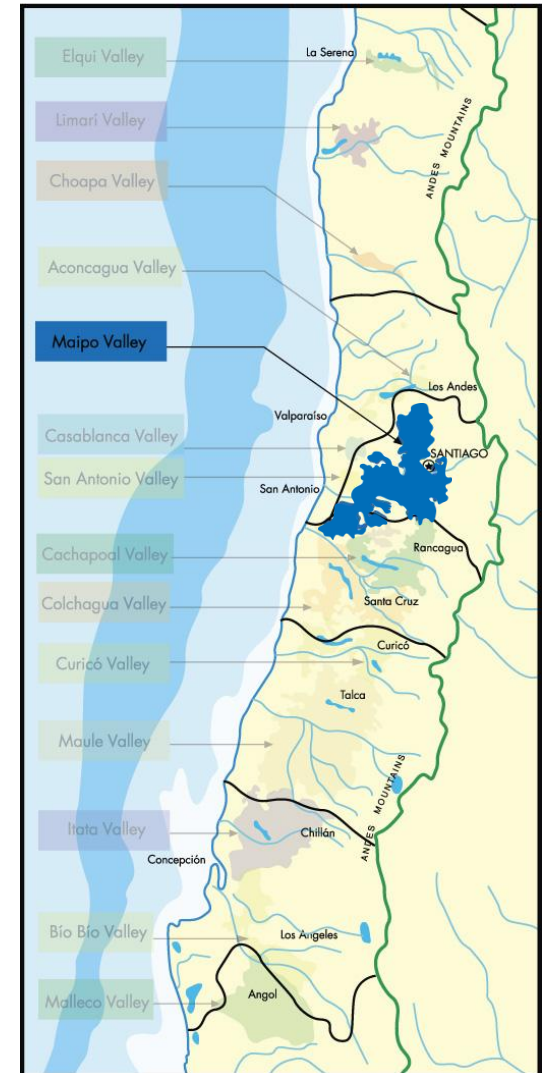 Elqui Valley
La Serena
Limarí Valley
ANDES MOUNTAINS
Choapa Valley
Aconcagua Valley
Maipo Valley
Los Andes
Valparaíso
Casablanca Valley
SANTIAGO
San Antonio Valley
San Antonio
Cachapoal Valley
Rancagua
Colchagua Valley
Santa Cruz
Curicó Valley
Curicó
Talca
Maule Valley
ANDES MOUNTAINS
Itata Valley
Chillán
Concepción
Bío Bío Valley
Los Angeles
Malleco Valley
Angol